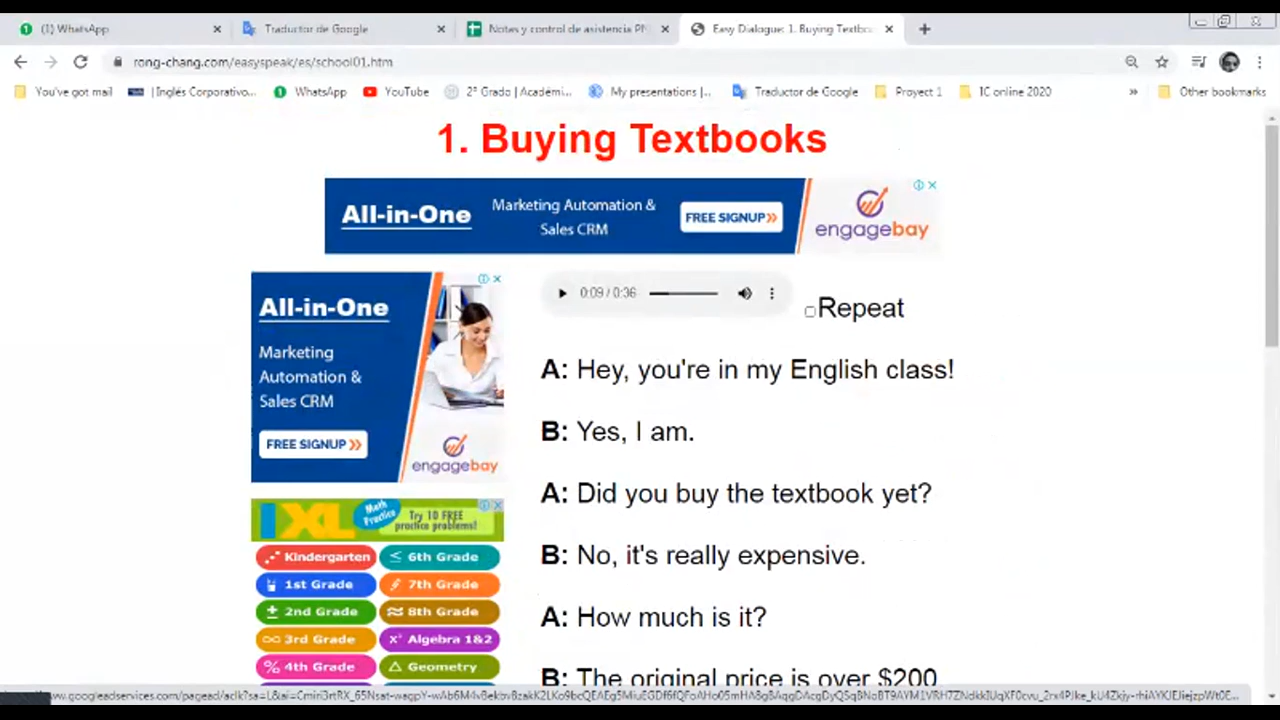 (1) WhatsApp
Traductor de Google
Notas y control de asistencia PN
Easy Dialogue: 1. Buying Textboo
rong-chang.com/easyspeak/es/school01.htm
You've got mail
Inglés Corporativo...
WhatsApp
YouTube
2° Grado | Académi...
My presentations |...
Traductor de Google
Proyect 1
IC online 2020
»
Other bookmarks
1. Buying Textbooks
All-in-One
Marketing Automation &
Sales CRM
FREE SIGNUP»
engagebay
All-in-One
Marketing
Automation &
Sales CRM
FREE SIGNUP »
engagebay
0:09 / 0:36
Repeat
A: Hey, you're in my English class!
B: Yes, I am.
A: Did you buy the textbook yet?
B: No, it's really expensive.
A: How much is it?
B: The original price is over $200
IXL
Math
Practice
Try 10 FREE
practice problems!
Kindergarten
6th Grade
1st Grade
7th Grade
2nd Grade
8th Grade
3rd Grade
Algebra 1&2
4th Grade
Geometry